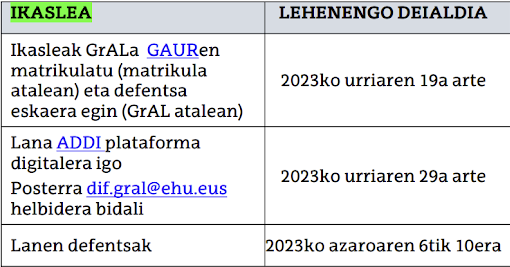 IKASLEA
LEHENENGO DEIALDIA
Ikasleak GrALa GAURen
matrikulatu (matrikula
atalean) eta defentsa
eskaera egin (GrAL atalean)
2023ko urriaren 19a arte
Lana ADDI plataforma
digitalera igo
Posterra dif.gral@ehu.eus
helbidera bidali
2023ko urriaren 29a arte
Lanen defentsak
2023ko azaroaren 6tik 10era